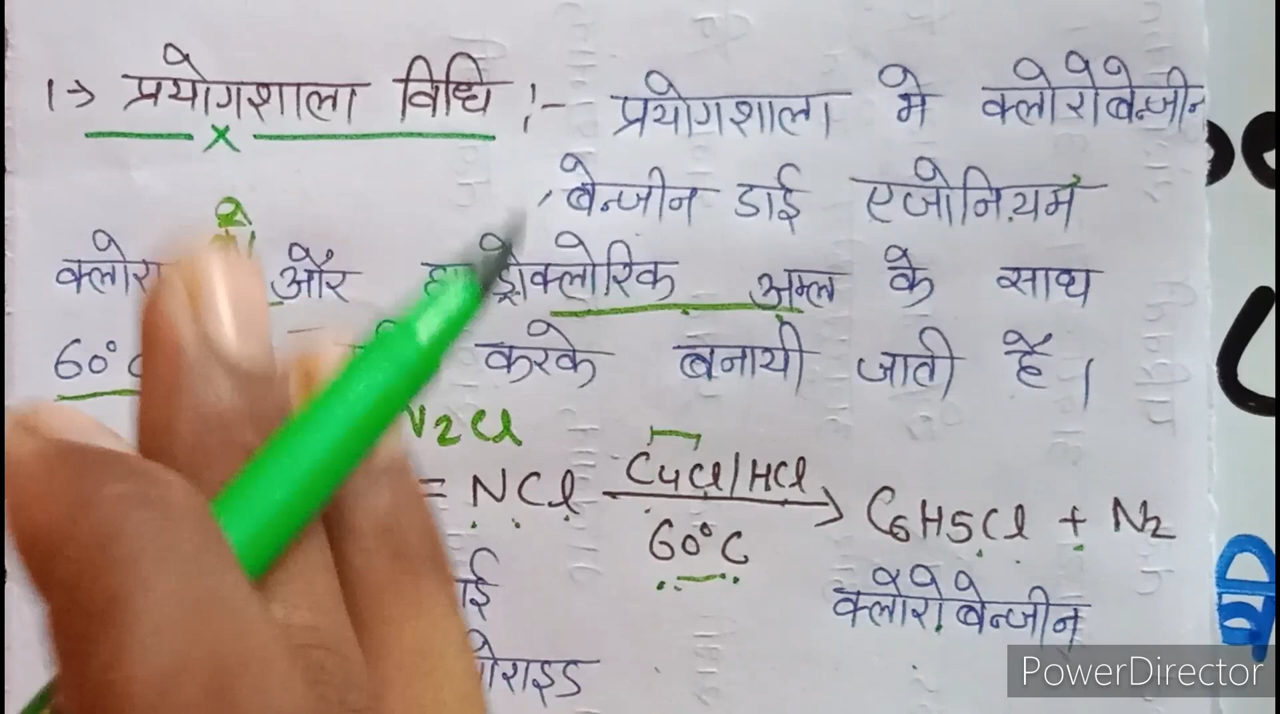 1→ प्रयोगशाला विधि :- प्रयोगशाला मे क्लोरोबेन्जीन
, बेन्जीन डाई एजोनियम
और हाइड्रोक्लोरिक अम्ल के साथ
60°C करके बनायी जाती है।
N2Cl
= NCl CuCl/HCl 60°C → C6H5Cl + N2
क्लोरोबेन्जीन
PowerDirector